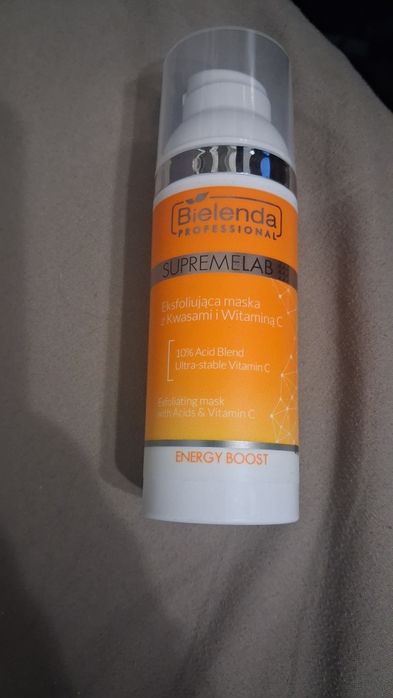 Bielenda
PROFESSIONAL
SUPREMELAB
Eksfoliująca maska
z Kwasami i Witaminą C
10% Acid Blend
Ultra-stable Vitamin C
Exfoliating mask
with Acids & Vitamin C
ENERGY BOOST